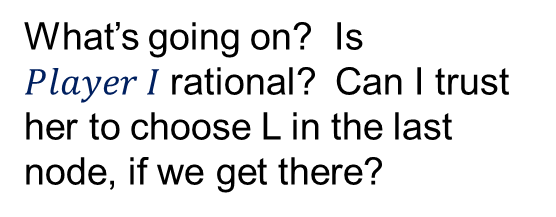 What’s going on? Is
Player I rational? Can I trust
her to choose L in the last
node, if we get there?